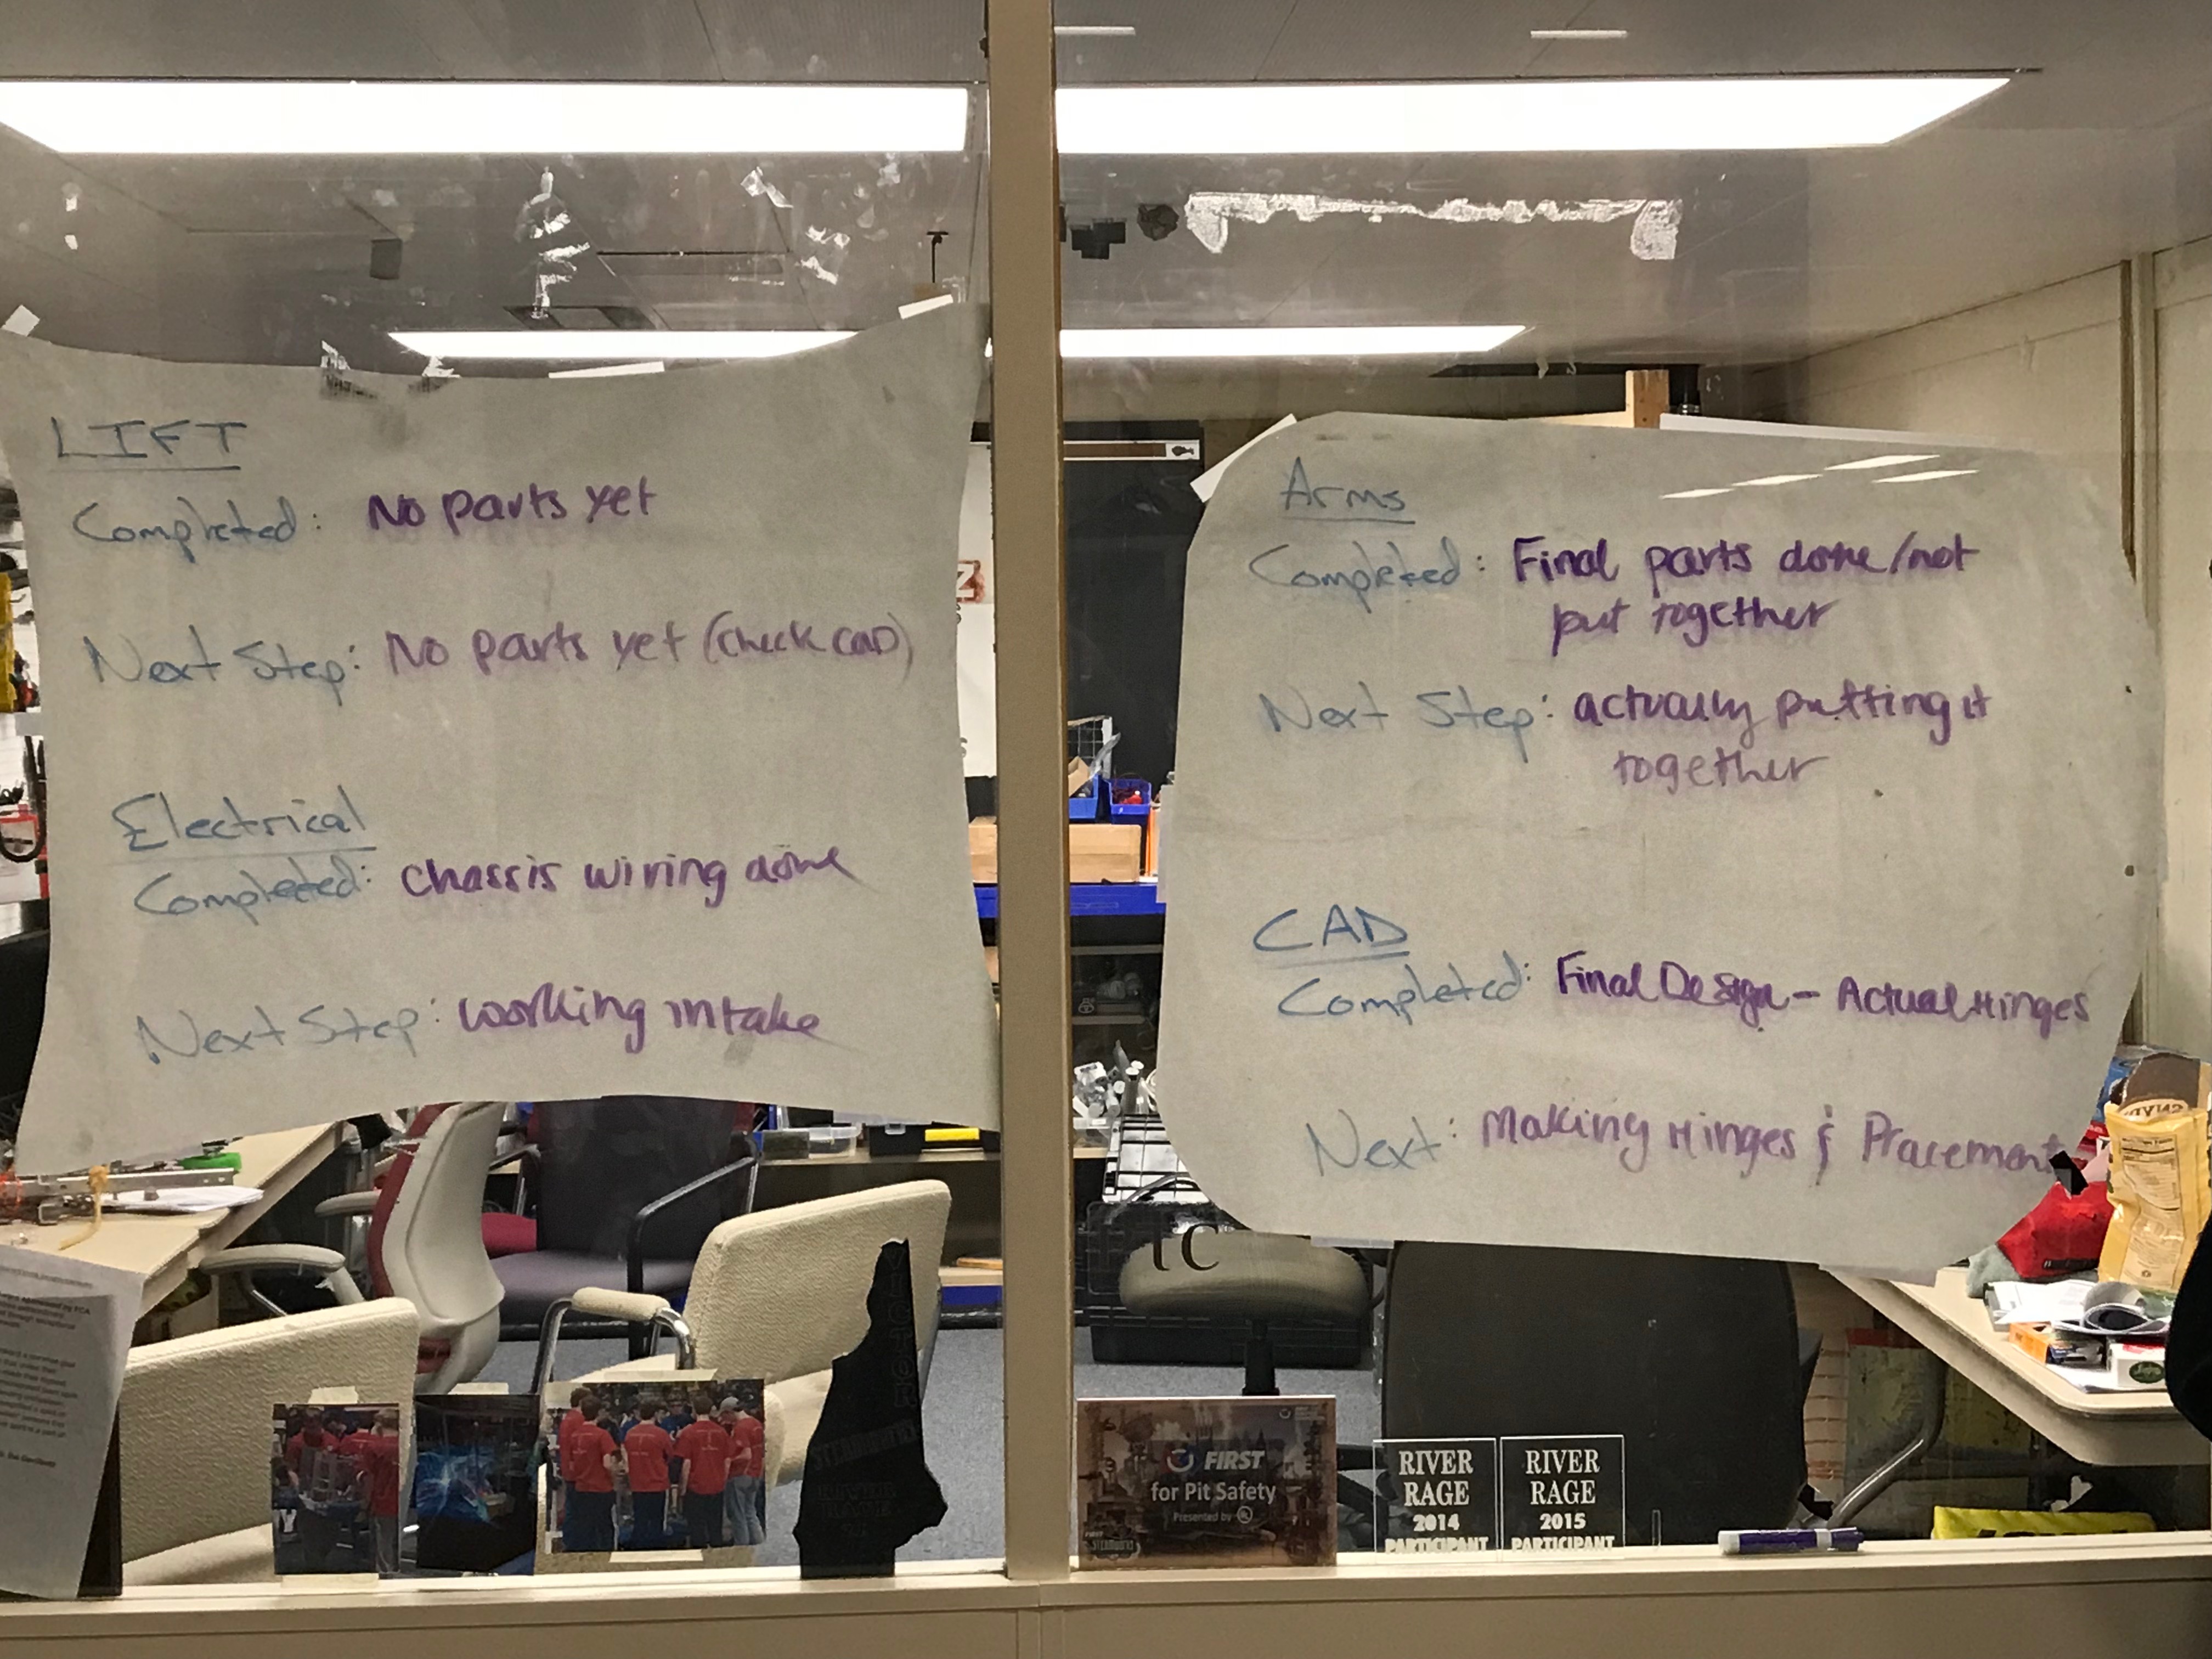 LIFT
Completed: No parts yet
Next Step: No parts yet (check CAD)
Electrical
Completed: chassis wiring done
Next Step: working intake
Arms
Completed: Final parts done/not
put together
Next Step: actually putting it
together
CAD
Completed: Final Design - Actual Hinges
Next: Making Hinges & Placement
FIRST
for Pit Safety
Presented by
RIVER
RAGE
2014
PARTICIPANT
RIVER
RAGE
2015
PARTICIPANT